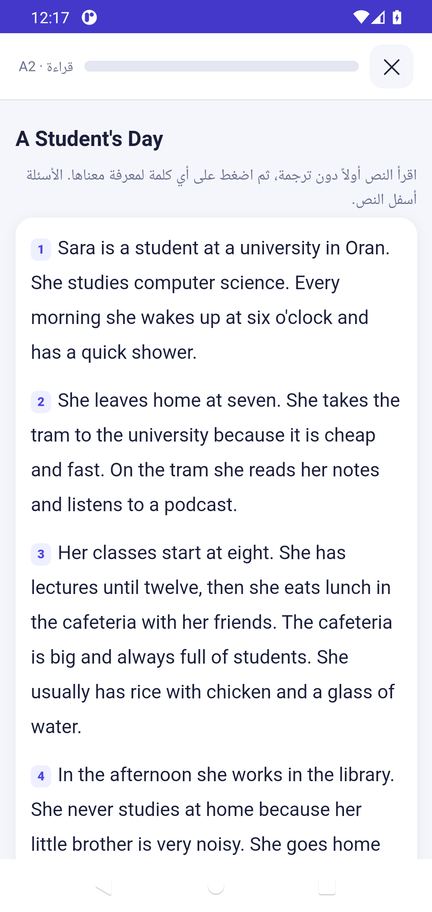 12:17
A2 · قراءة
A Student's Day
اقرأ النص أولاً دون ترجمة، ثم اضغط على أي كلمة لمعرفة معناها. الأسئلة
أسفل النص.
1 Sara is a student at a university in Oran.
She studies computer science. Every
morning she wakes up at six o'clock and
has a quick shower.
2 She leaves home at seven. She takes the
tram to the university because it is cheap
and fast. On the tram she reads her notes
and listens to a podcast.
3 Her classes start at eight. She has
lectures until twelve, then she eats lunch in
the cafeteria with her friends. The cafeteria
is big and always full of students. She
usually has rice with chicken and a glass of
water.
4 In the afternoon she works in the library.
She never studies at home because her
little brother is very noisy. She goes home